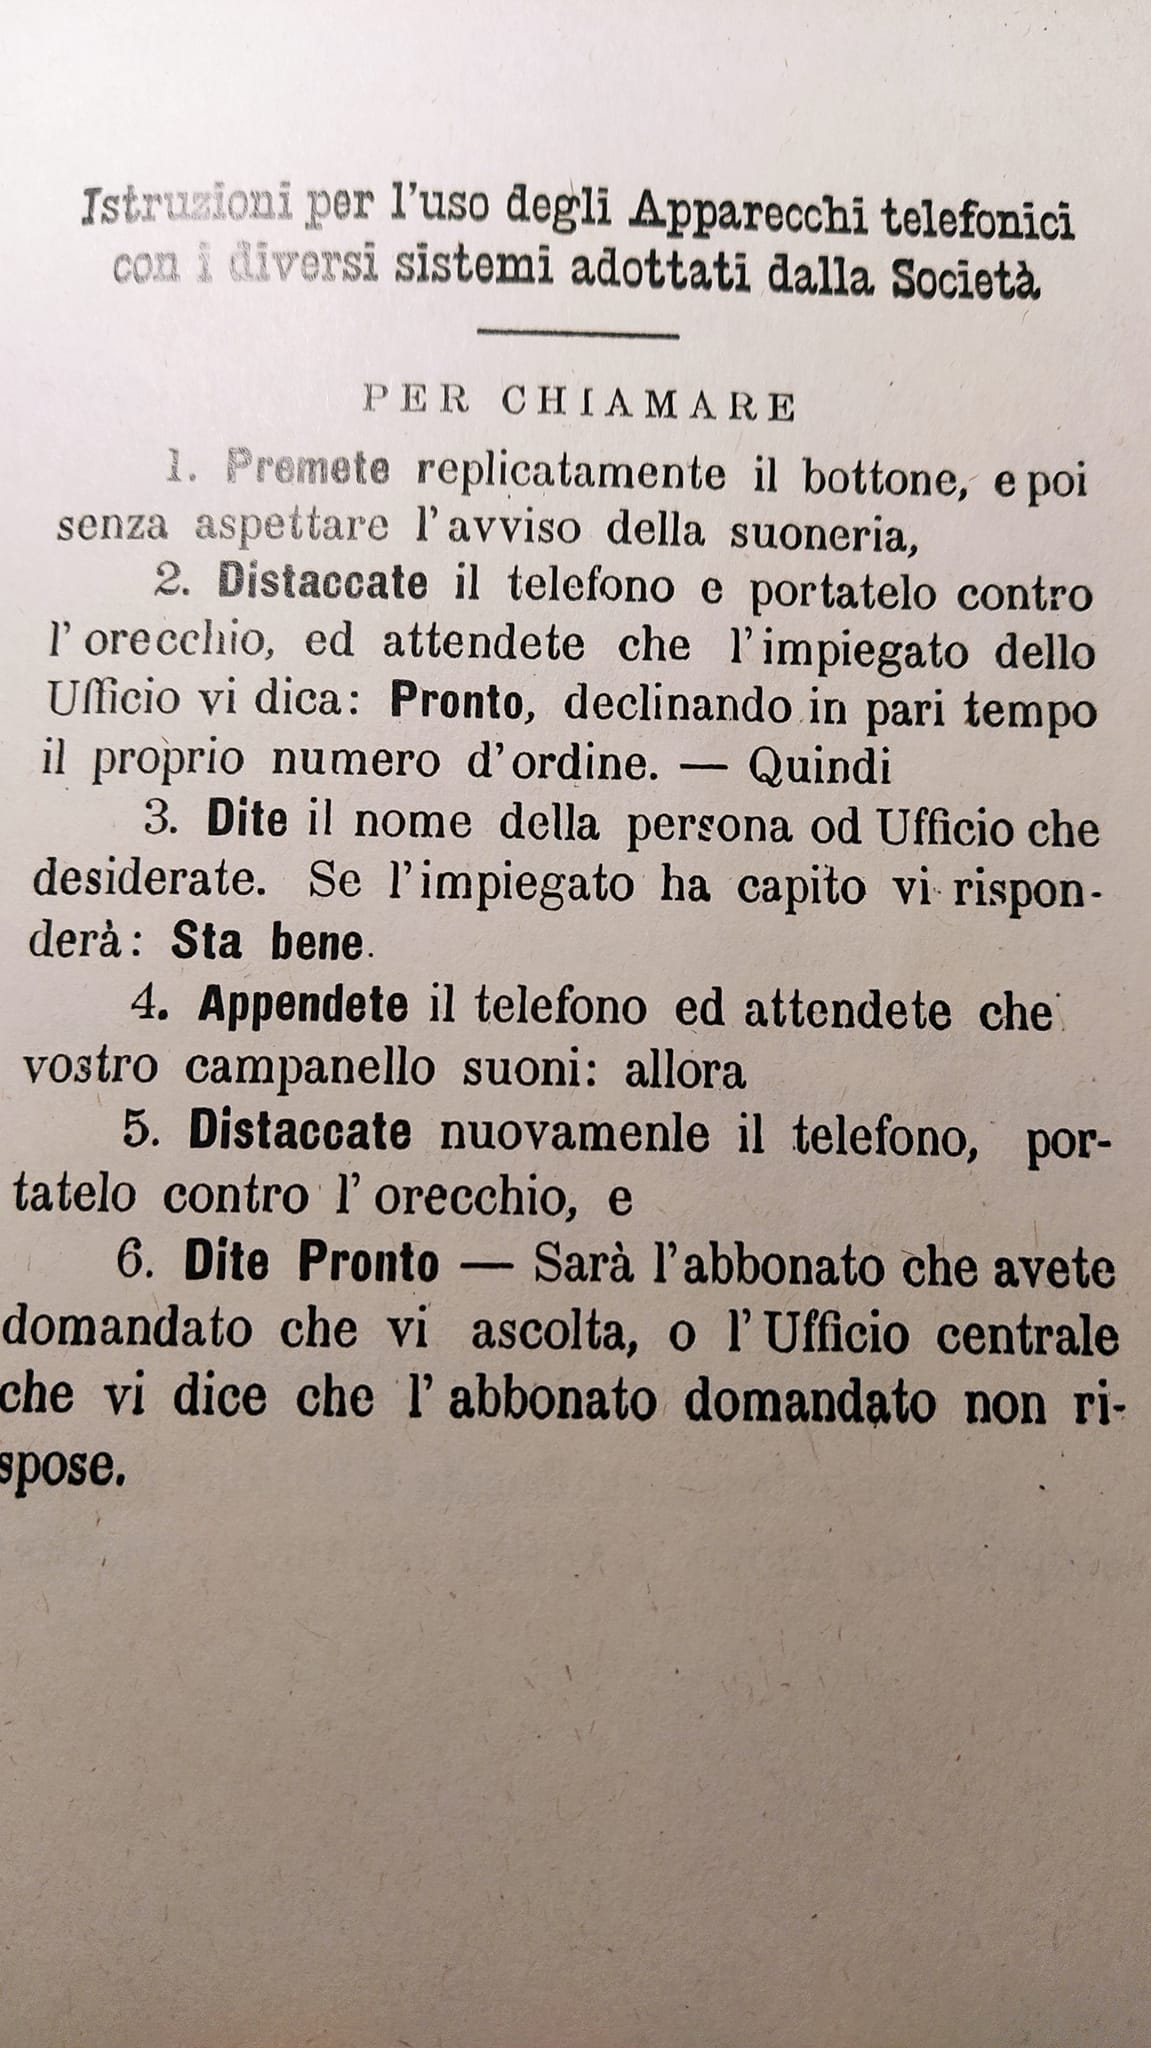 Istruzioni per l'uso degli Apparecchi telefonici
con i diversi sistemi adottati dalla Società
PER CHIAMARE
1. Premete replicatamente il bottone, e poi
senza aspettare l'avviso della suoneria,
2. Distaccate il telefono e portatelo contro
l'orecchio, ed attendete che l'impiegato dello
Ufficio vi dica: Pronto, declinando in pari tempo
il proprio numero d'ordine. — Quindi
3. Dite il nome della persona od Ufficio che
desiderate. Se l'impiegato ha capito vi rispon-
derà: Sta bene.
4. Appendete il telefono ed attendete che
vostro campanello suoni: allora
5. Distaccate nuovamenle il telefono, por-
tatelo contro l'orecchio, e
6. Dite Pronto — Sarà l'abbonato che avete
domandato che vi ascolta, o l'Ufficio centrale
che vi dice che l'abbonato domandato non ri-
spose.